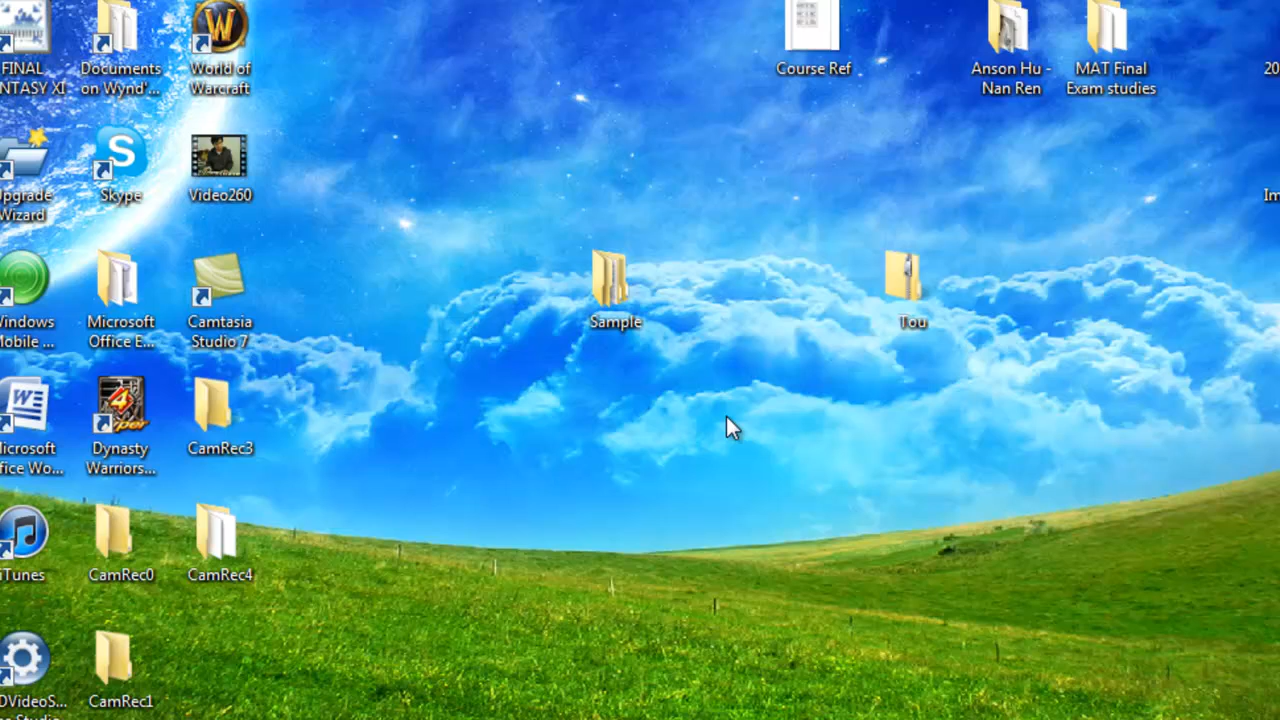 FINAL
NTASY XI
Documents
on Wynd'...
World of
Warcraft
Course Ref
Anson Hu -
Nan Ren
MAT Final
Exam studies
20
Upgrade
Wizard
Skype
Video260
Im
Windows
Mobile ...
Microsoft
Office E...
Camtasia
Studio 7
Sample
Tou
Microsoft
ffice Wo...
Dynasty
Warriors...
CamRec3
iTunes
CamRec0
CamRec4
DVideoS...
Studio
CamRec1